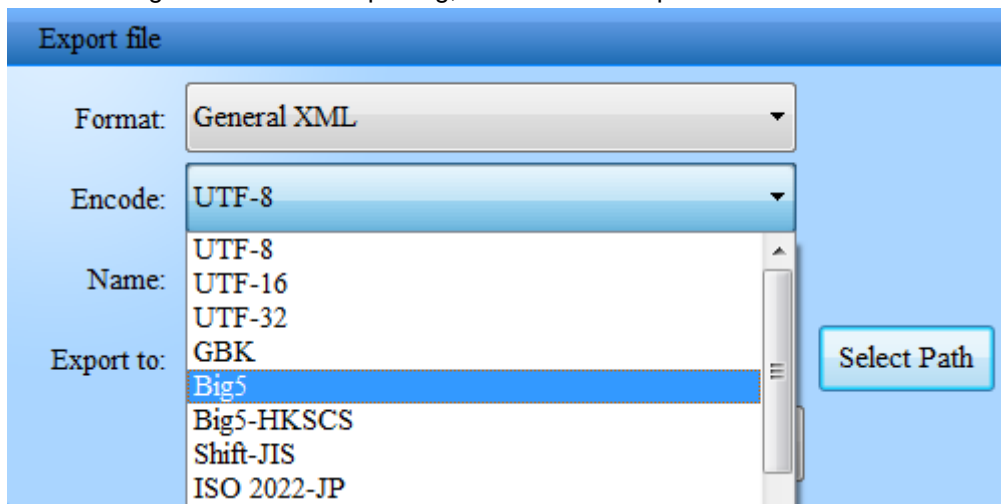 Export file
Format: General XML
Encode: UTF-8
UTF-8
Name: UTF-16
UTF-32
Export to: GBK Select Path
Big5
Big5-HKSCS
Shift-JIS
ISO 2022-JP